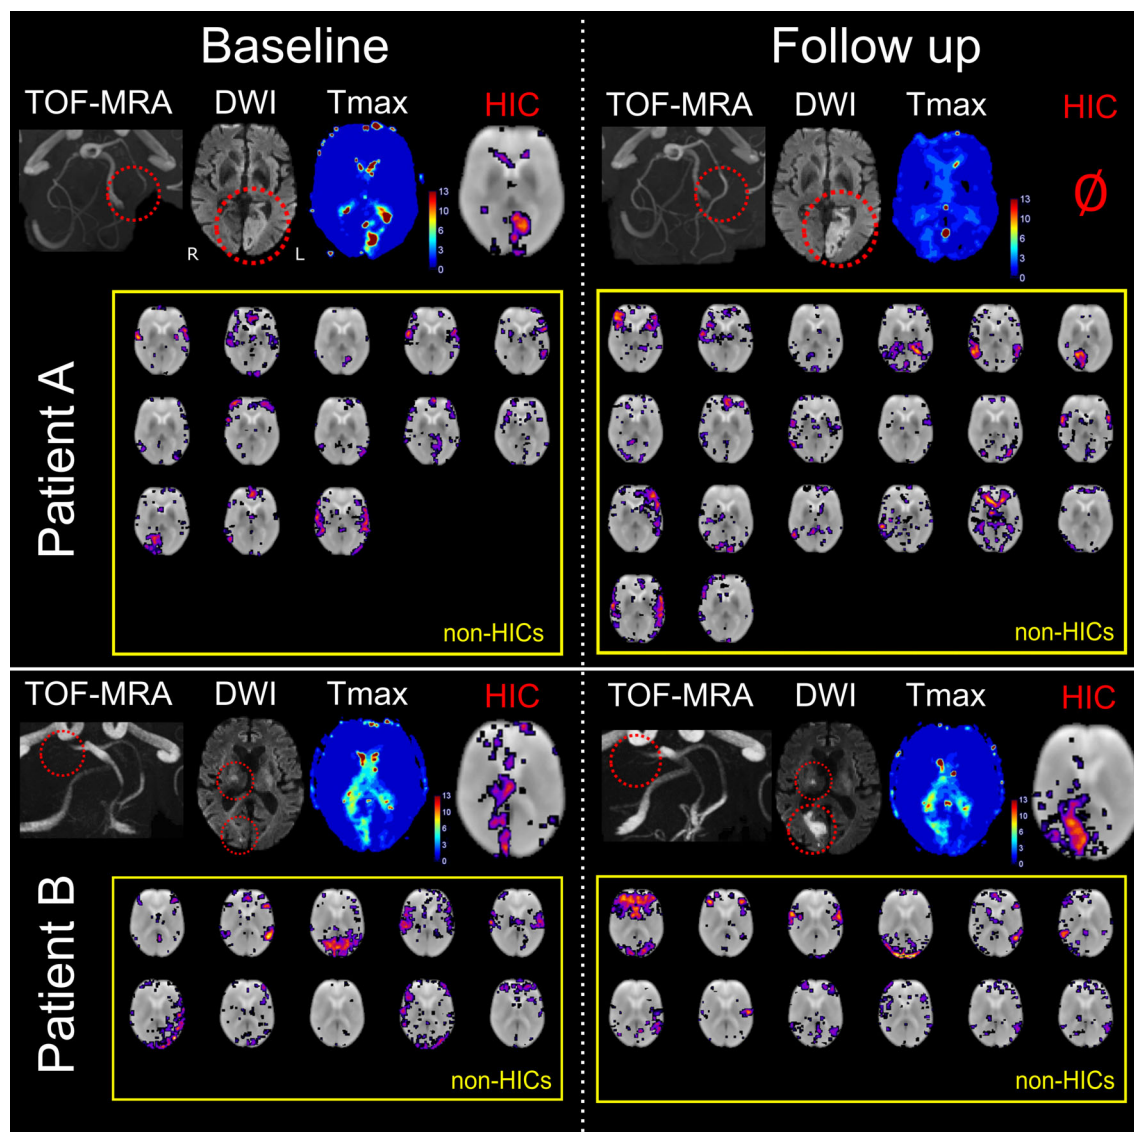 Baseline
Follow up
TOF-MRA DWI Tmax HIC
TOF-MRA DWI Tmax HIC
13
10
6
3
0
R L
13
10
6
3
0
Ø
Patient A
non-HICs
non-HICs
TOF-MRA DWI Tmax HIC
TOF-MRA DWI Tmax HIC
13
10
6
3
0
13
10
6
3
0
Patient B
non-HICs
non-HICs